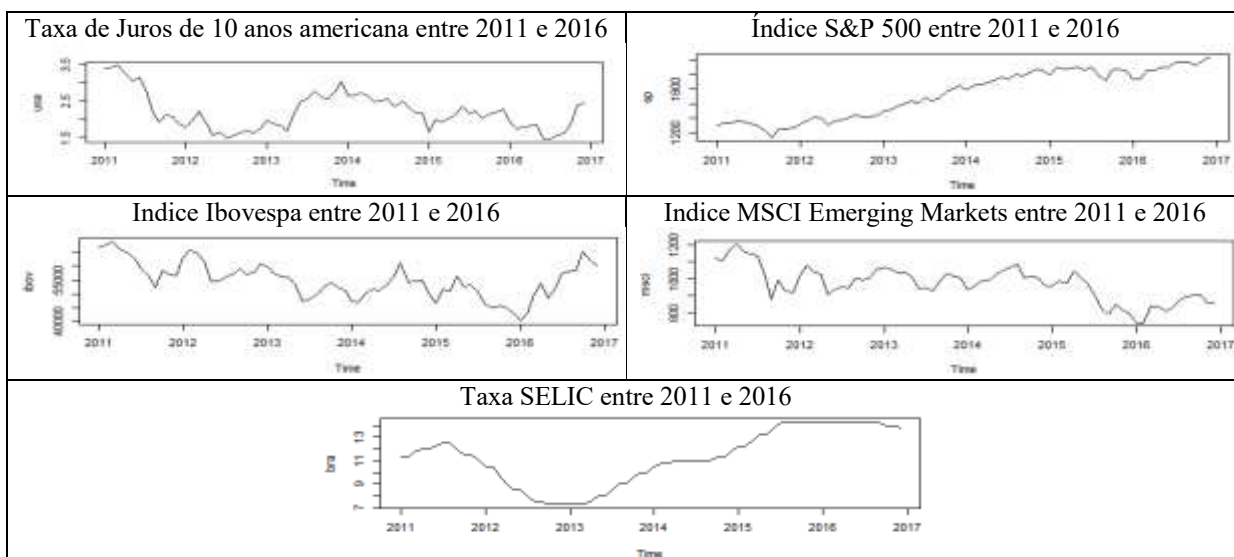 Taxa de Juros de 10 anos americana entre 2011 e 2016
3.5
2.5
1.5
usa
2011 2012 2013 2014 2015 2016 2017
Time
Índice S&P 500 entre 2011 e 2016
1800
1200
sp
2011 2012 2013 2014 2015 2016 2017
Time
Indice Ibovespa entre 2011 e 2016
55000
40000
ibov
2011 2012 2013 2014 2015 2016 2017
Time
Indice MSCI Emerging Markets entre 2011 e 2016
1200
1000
800
msci
2011 2012 2013 2014 2015 2016 2017
Time
Taxa SELIC entre 2011 e 2016
13
11
9
7
bra
2011 2012 2013 2014 2015 2016 2017
Time